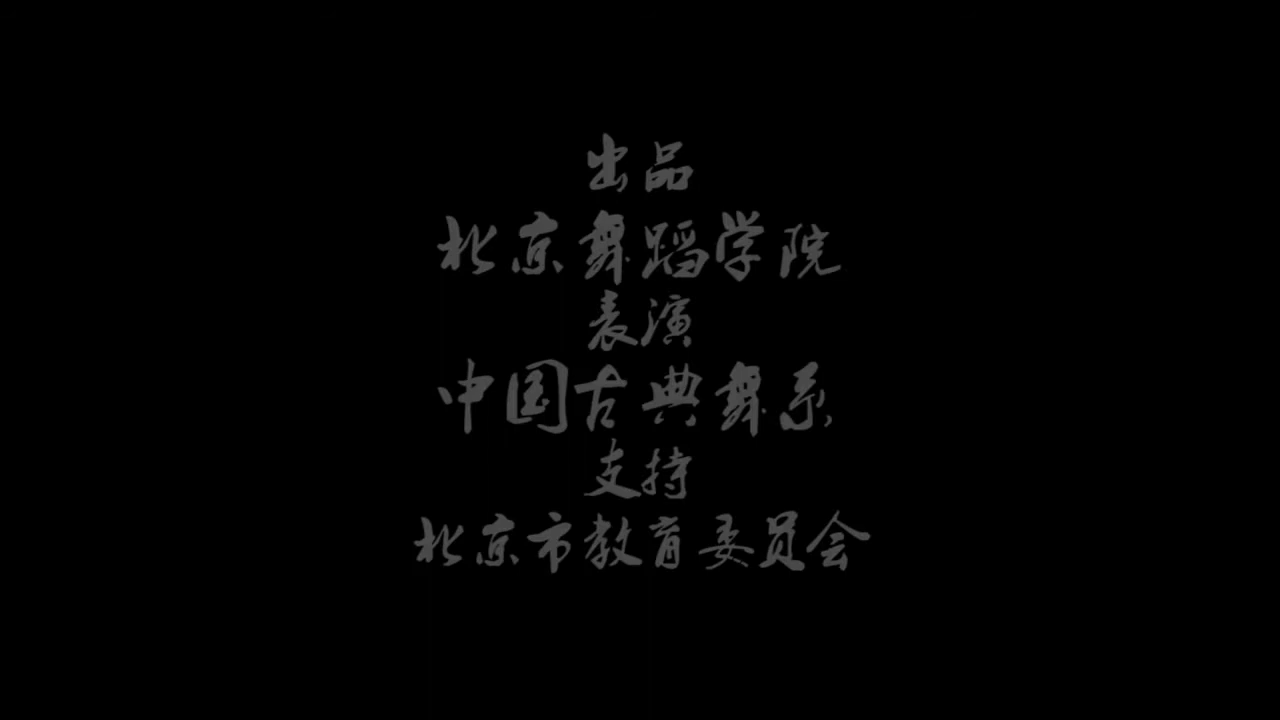 出品
北京舞蹈学院
表演
中国古典舞系
支持
北京市教育委员会